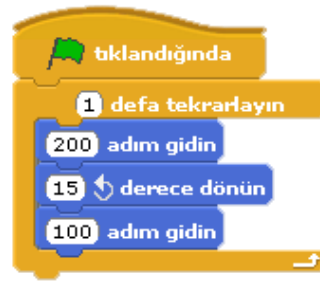 tıklandığında
1 defa tekrarlayın
200 adım gidin
15 derece dönün
100 adım gidin